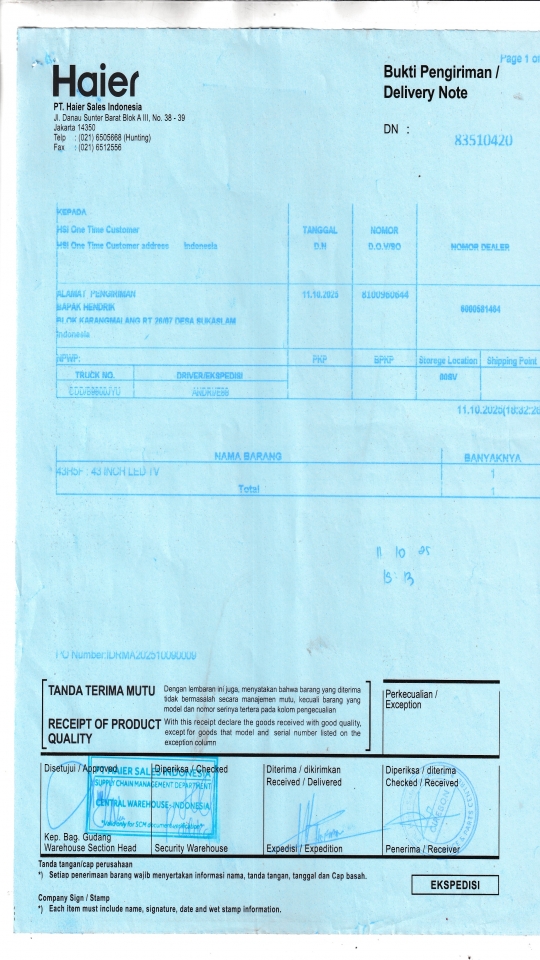 Page 1 of
Haier
Bukti Pengiriman /
Delivery Note
PT. Haier Sales Indonesia
Jl. Danau Sunter Barat Blok A III, No. 38 - 39
Jakarta 14350
Telp : (021) 6505668 (Hunting)
Fax : (021) 6512556
DN :
83510420
KEPADA
HSI One Time Customer
HSI One Time Customer address Indonesia
TANGGAL
D.N
NOMOR
D.O.W/SO
NOMOR DEALER
ALAMAT PENGIRIMAN
BAPAK HENDRIK
BLOK KARANGMALANG RT 26/07 DESA SUKASLAM
Indonesia
11.10.2025
8100960644
NPWP:
PKP
BPKP
Storage Location
Shipping Point
TRUCK NO.
DRIVER/EKSPEDISI
NAMA BARANG
BANYAKNYA
43 INCH LED TV
1
Total
1
11 10 25
15: 13
PO Number:IDRMA202510090009
TANDA TERIMA MUTU
Dengan lembaran ini juga, menyatakan bahwa barang yang diterima
tidak bermasalah secara manajemen mutu, kecuali barang yang
model dan nomor serinya tertera pada kolom pengecualian
RECEIPT OF PRODUCT
QUALITY
With this receipt declare the goods received with good quality,
except for goods that model and serial number listed on the
exception column
Perkecualian /
Exception
Disetujui / Approved
Diperiksa / Checked
Diterima / dikirimkan
Received / Delivered
Diperiksa / diterima
Checked / Received
HAIER SALES INDONESIA
SUPPLY CHAIN MANAGEMENT DEPARTMENT
CENTRAL WAREHOUSE - INDONESIA
Kep. Bag. Gudang
Warehouse Section Head
Security Warehouse
Expedisi / Expedition
Penerima / Receiver
Tanda tangan/cap perusahaan
*) Setiap penerimaan barang wajib menyertakan informasi nama, tanda tangan, tanggal dan Cap basah.
EKSPEDISI
Company Sign / Stamp
*) Each item must include name, signature, date and wet stamp information.